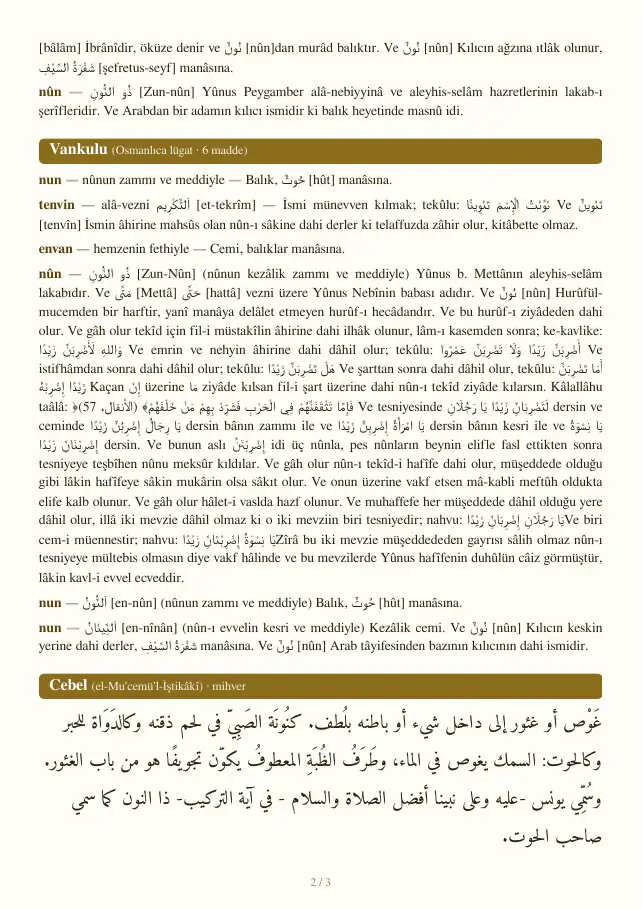 [bâlâm] İbrânîdir, öküze denir ve نُونٌ [nûn]dan murâd balıktır. Ve نُونٌ [nûn] Kılıcın ağzına ıtlâk olunur,
شَفْرَةُ السَّيْفِ [şefretus-seyf] manâsına.
nûn — ذُو النُّونِ [Zun-nûn] Yûnus Peygamber alâ-nebiyyinâ ve aleyhis-selâm hazretlerinin lakab-ı
şerîfleridir. Ve Arabdan bir adamın kılıcı ismidir ki balık heyetinde masnû idi.
Vankulu (Osmanlıca lügat · 6 madde)
nun — nûnun zammı ve meddiyle — Balık, حُوتٌ [hût] manâsına.
tenvin — alâ-vezni اَلتَّكْرِيم [et-tekrîm] — İsmi münevven kılmak; tekûlu: نَوَّنْتُ الْإِسْمَ تَنْوِينًا Ve تَنْوِينٌ
[tenvîn] İsmin âhirine mahsûs olan nûn-ı sâkine dahi derler ki telaffuzda zâhir olur, kitâbette olmaz.
envan — hemzenin fethiyle — Cemi, balıklar manâsına.
nûn — ذُو النُّونِ [Zun-Nûn] (nûnun kezâlik zammı ve meddiyle) Yûnus b. Mettânın aleyhis-selâm
lakabıdır. Ve مَتَّى [Mettâ] حَتَّى [hattâ] vezni üzere Yûnus Nebînin babası adıdır. Ve نُونٌ [nûn] Hurûfül-
mucemden bir harftir, yanî manâya delâlet etmeyen hurûf-ı hecâdandır. Ve bu hurûf-ı ziyâdeden dahi
olur. Ve gâh olur tekîd için fil-i müstakîlin âhirine dahi ilhâk olunur, lâm-ı kasemden sonra; ke-kavlike:
وَاللهِ لَأَضْرِبَنَّ زَيْدًا Ve emrin ve nehyin âhirine dahi dâhil olur; tekûlu: أَضْرِبَنَّ زَيْدًا وَلَا تَضْرِبَنَّ عَمْرُوا Ve
istifhâmdan sonra dahi dâhil olur; tekûlu: هَلْ تَضْرِبَنَّ زَيْدًا Ve şarttan sonra dahi dâhil olur, tekûlu: أَمَا تَضْرِبَنَّ
زَيْدًا إِضْرِبْهُ Kaçan إِنْ üzerine مَا ziyâde kılsan fil-i şart üzerine dahi nûn-ı tekîd ziyâde kılarsın. Kâlallâhu
taâlâ: ﴿فَإِمَّا تَثْقَفَنَّهُمْ فِي الْحَرْبِ فَشَرِّدْ بِهِمْ مَنْ خَلْفَهُمْ﴾ (الأنفال، 57) Ve tesniyesinde لَتَضْرِبَانِّ زَيْدًا يَا رَجُلَانِ dersin ve
ceminde يَا رِجَالُ إِضْرِبُنَّ زَيْدًا dersin bânın zammı ile ve يَا امْرَأَةُ إِضْرِبِنَّ زَيْدًا dersin bânın kesri ile ve يَا نِسْوَةُ
إِضْرِبْنَانِّ زَيْدًا dersin. Ve bunun aslı إِضْرِبْنَنَّ idi üç nûnla, pes nûnların beynin elifle fasl ettikten sonra
tesniyeye teşbîhen nûnu meksûr kıldılar. Ve gâh olur nûn-ı tekîd-i hafîfe dahi olur, müşeddede olduğu
gibi lâkin hafîfeye sâkin mukârin olsa sâkıt olur. Ve onun üzerine vakf etsen mâ-kabli meftûh oldukta
elife kalb olunur. Ve gâh olur hâlet-i vaslda hazf olunur. Ve muhaffefe her müşeddede dâhil olduğu yere
dâhil olur, illâ iki mevzie dâhil olmaz ki o iki mevziin biri tesniyedir; nahvu: يَا رَجُلَانِ إِضْرِبَانِّ زَيْدًاVe biri
cem-i müennestir; nahvu: يَا نِسْوَةُ إِضْرِبْنَانِّ زَيْدًاZîrâ bu iki mevzie müşeddededen gayrısı sâlih olmaz nûn-ı
tesniyeye mültebis olmasın diye vakf hâlinde ve bu mevzilerde Yûnus hafîfenin duhûlün câiz görmüştür,
lâkin kavl-i evvel ecveddir.
nun — اَلنُّونُ [en-nûn] (nûnun zammı ve meddiyle) Balık, حُوتٌ [hût] manâsına.
nun — اَلنِّينَانُ [en-nînân] (nûn-ı evvelin kesri ve meddiyle) Kezâlik cemi. Ve نُونٌ [nûn] Kılıcın keskin
yerine dahi derler, شَفْرَةُ السَّيْفِ manâsına. Ve نُونٌ [nûn] Arab tâyifesinden bazının kılıcının dahi ismidir.
Cebel (el-Mu'cemü'l-İştikâkî) · mihver
غَوْص أو غئور إلى داخل شيء أو باطنه بلُطف. كنُونَة الصَبِيّ في لحم ذقنه وكالدَوَاة للحبر
وكالحوت: السمك يغوص في الماء، وطَرَفُ الظُبَةِ المعطوفُ يكوّن تجويفًا هو من باب الغئور.
وسُمِّي يونس -عليه وعلى نبينا أفضل الصلاة والسلام - في آية التركيب- ذا النون كما سمي
صاحب الحوت.
2 / 3